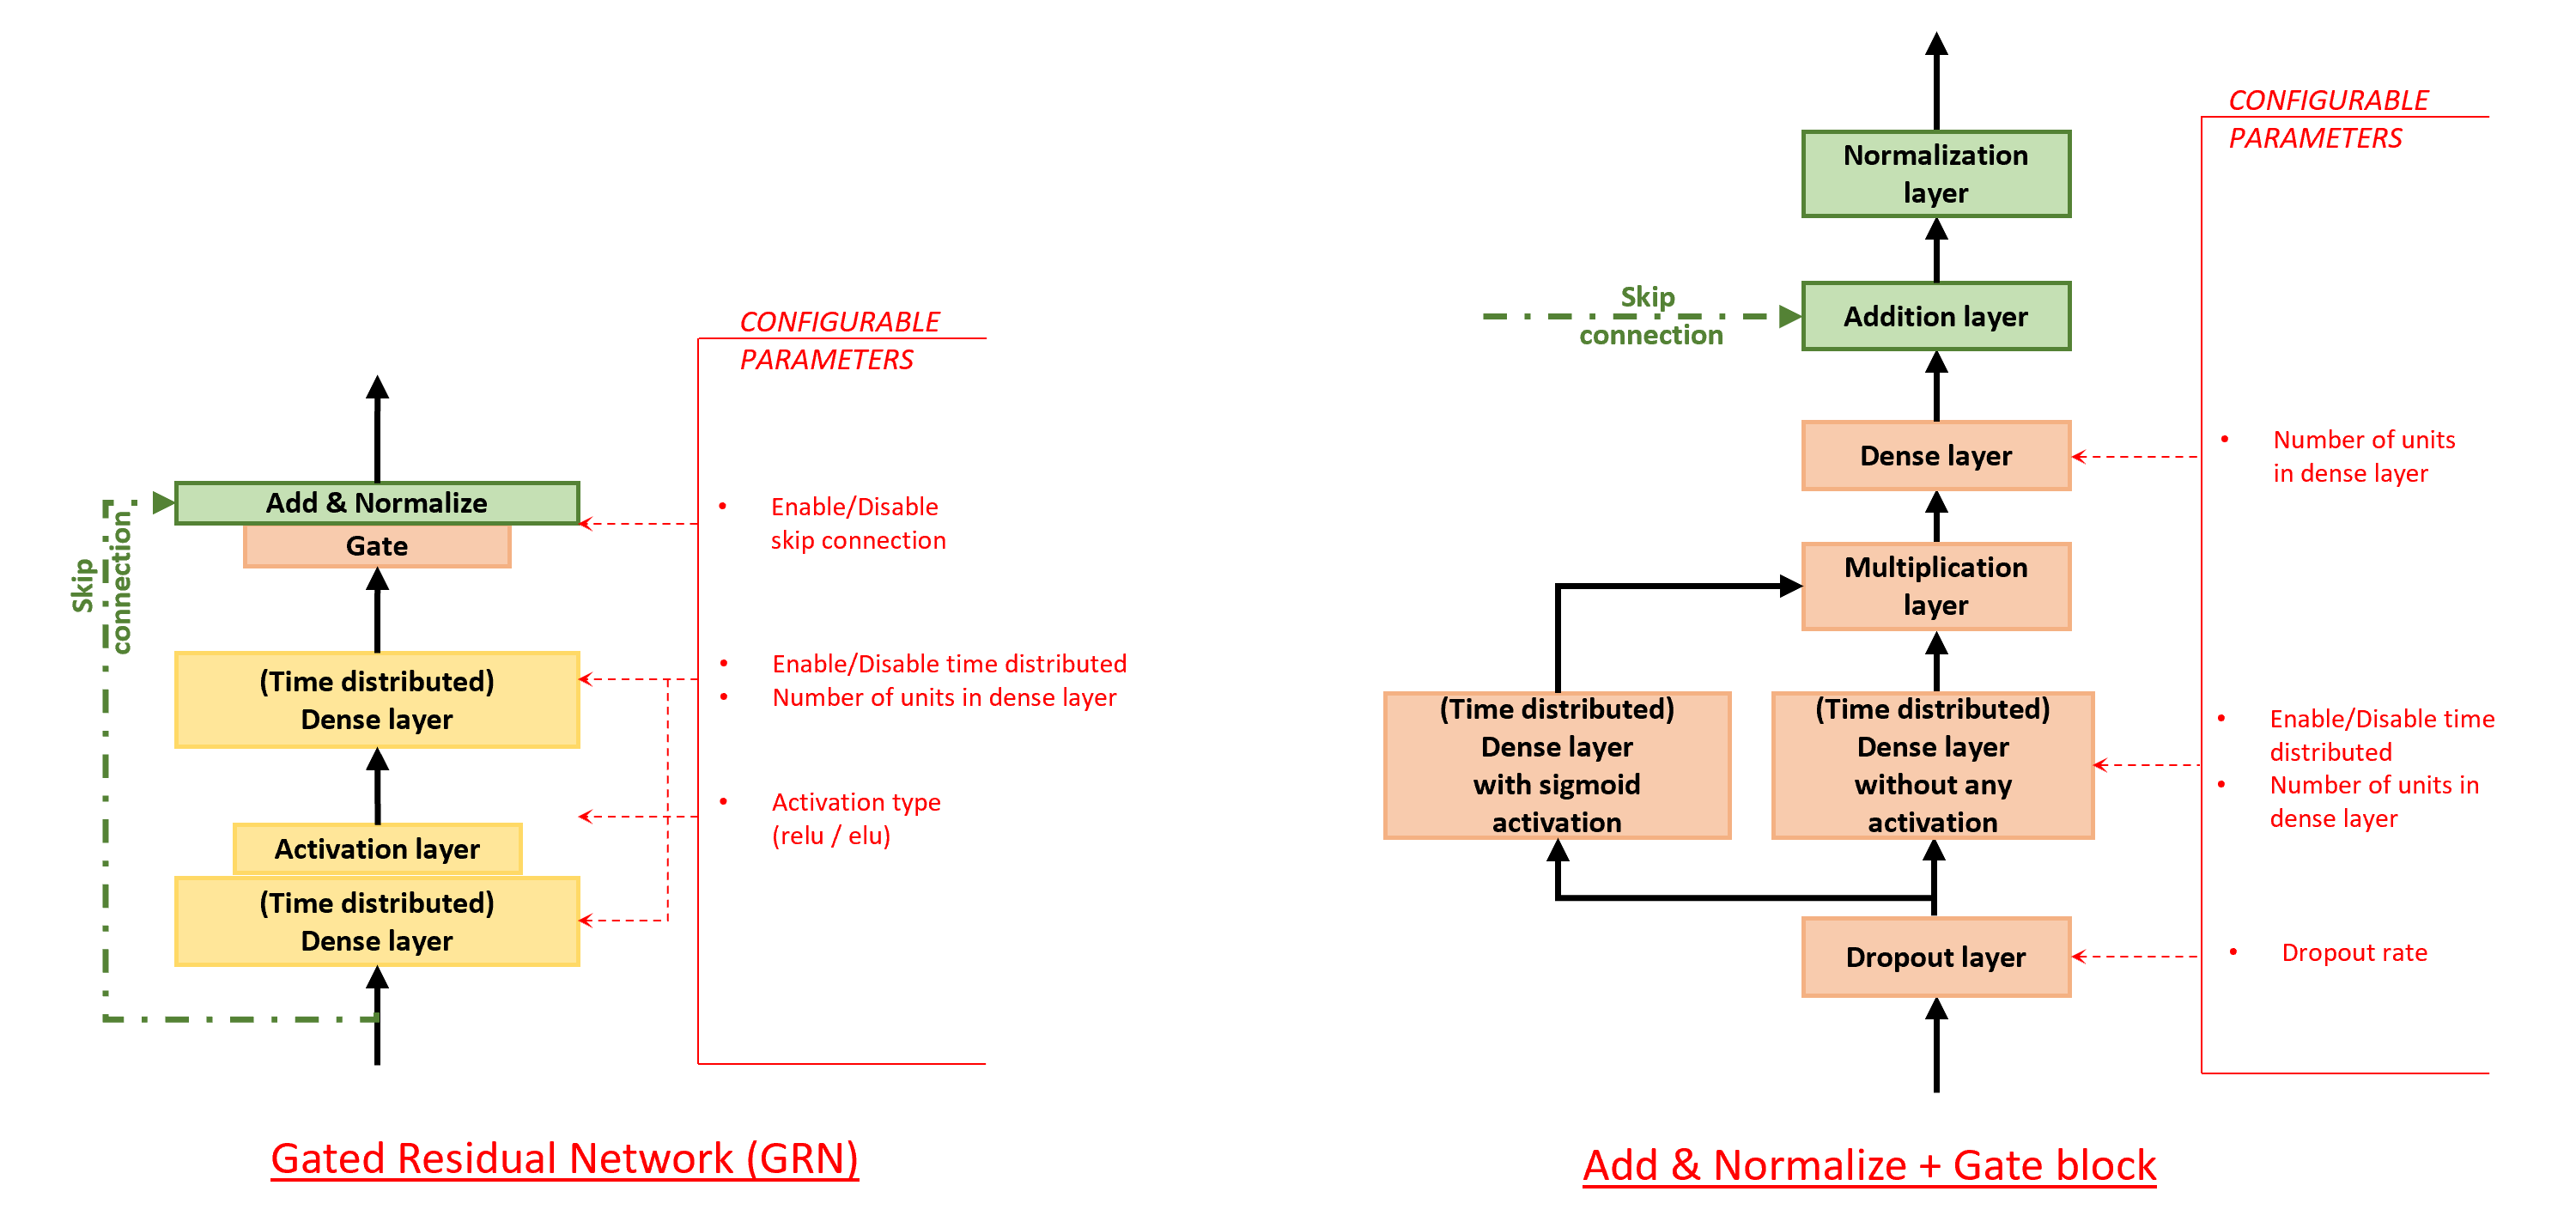 CONFIGURABLE
PARAMETERS
Add & Normalize
Gate
Skip
connection
(Time distributed)
Dense layer
Activation layer
(Time distributed)
Dense layer
• Enable/Disable
skip connection
• Enable/Disable time distributed
• Number of units in dense layer
• Activation type
(relu / elu)
Gated Residual Network (GRN)
CONFIGURABLE
PARAMETERS
Normalization
layer
Skip
connection
Addition layer
Dense layer
• Number of units
in dense layer
Multiplication
layer
(Time distributed)
Dense layer
with sigmoid
activation
(Time distributed)
Dense layer
without any
activation
• Enable/Disable time
distributed
• Number of units in
dense layer
Dropout layer
• Dropout rate
Add & Normalize + Gate block